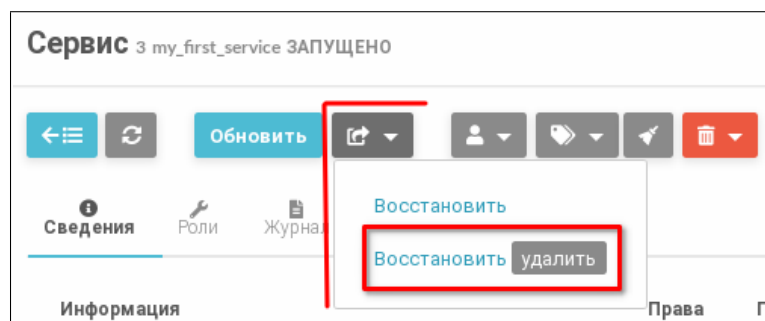 Сервис 3 my_first_service ЗАПУЩЕНО
Обновить
Восстановить
Восстановить удалить
Сведения Роли Журнал
Информация Права